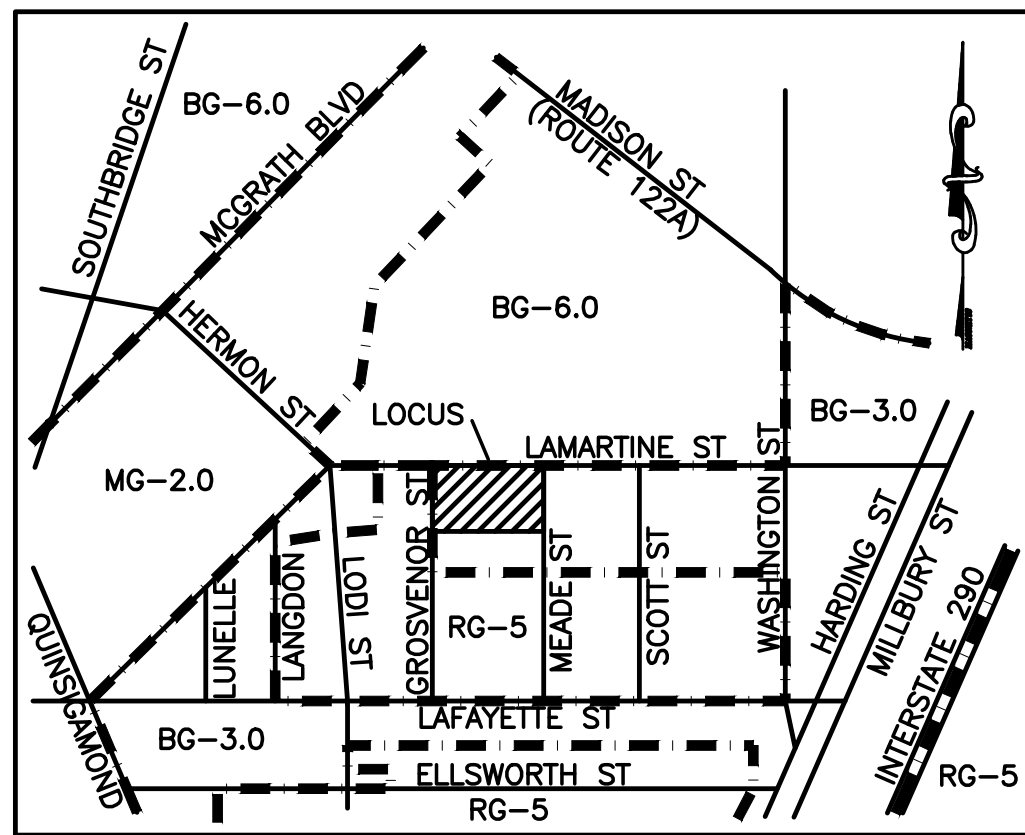 SOUTHBRIDGE ST
BG-6.0
MCGRATH BLVD
MADISON ST
(ROUTE 122A)
HERMON ST
BG-6.0
LOCUS
BG-3.0
LAMARTINE ST
MG-2.0
GROSVENOR ST
WASHINGTON ST
HARDING ST
MILLBURY ST
LUNELLE
LANGDON
LODI ST
RG-5
MEADE ST
SCOTT ST
INTERSTATE 290
QUINSIGAMOND
LAFAYETTE ST
BG-3.0
ELLSWORTH ST
RG-5
RG-5